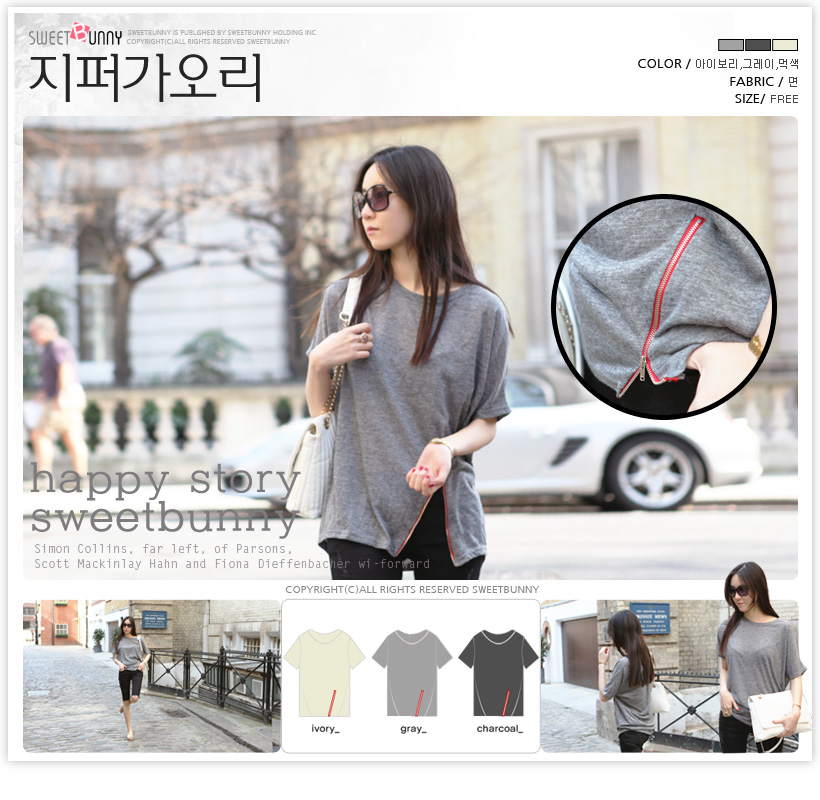 SWEETBUNNY
SWEETBUNNY IS PUBLISHED BY SWEETBUNNY HOLDING INC
COPYRIGHT(C)ALL RIGHTS RESERVED SWEETBUNNY
지퍼가오리
COLOR / 아이보리,그레이,먹색
FABRIC / 면
SIZE/ FREE
happy story
sweetbunny
Simon Collins, far left, of Parsons,
Scott Mackinlay Hahn and Fiona Dieffenbacher wi-forward
COPYRIGHT(C)ALL RIGHTS RESERVED SWEETBUNNY
ivory_
gray_
charcoal_